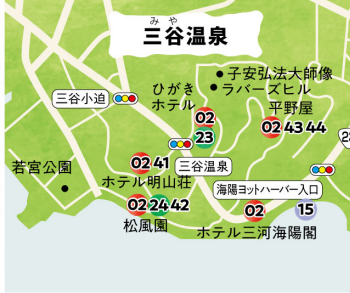 みや
三谷温泉
子安弘法大師像
ラバーズヒル
ひがき
ホテル
平野屋
三谷小迫
02
23
02 43 44
三谷温泉
02 41
ホテル明山荘
若宮公園
海陽ヨットハーバー入口
02 24 42
松風園
02
ホテル三河海陽閣
15